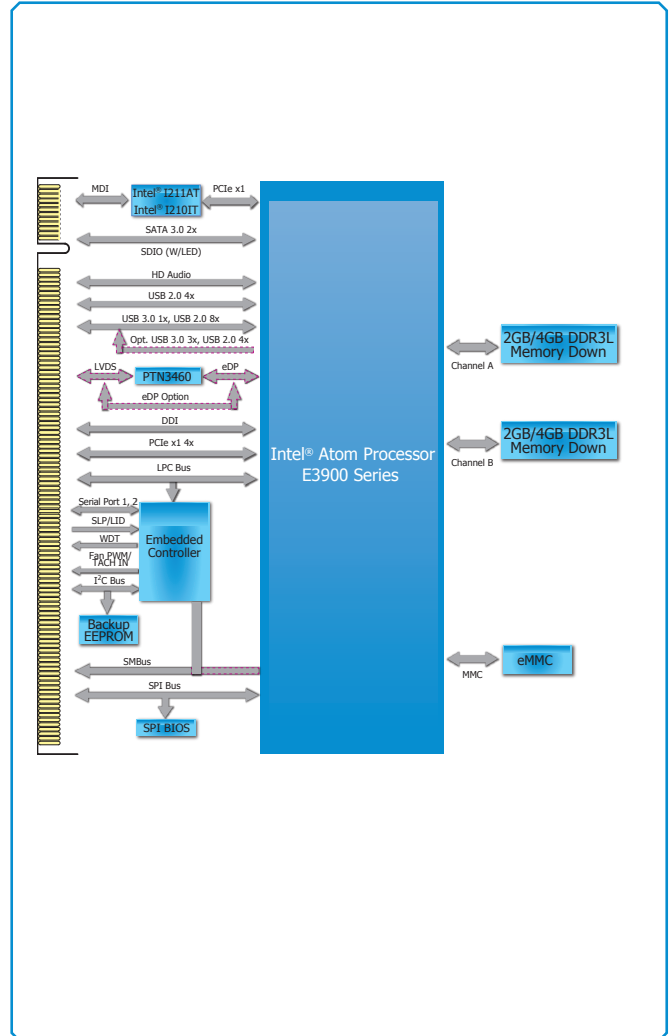 MDI
Intel® I211AT
Intel® I210IT
PCIe x1
SATA 3.0 2x
SDIO (W/LED)
HD Audio
USB 2.0 4x
USB 3.0 1x, USB 2.0 8x
Opt. USB 3.0 3x, USB 2.0 4x
LVDS
PTN3460
eDP
eDP Option
DDI
PCIe x1 4x
LPC Bus
Serial Port 1, 2
SLP/LID
WDT
Fan PWM/
TACH IN
I²C Bus
Embedded
Controller
Backup
EEPROM
SMBus
SPI Bus
SPI BIOS
Intel® Atom Processor
E3900 Series
2GB/4GB DDR3L
Memory Down
Channel A
2GB/4GB DDR3L
Memory Down
Channel B
eMMC
MMC